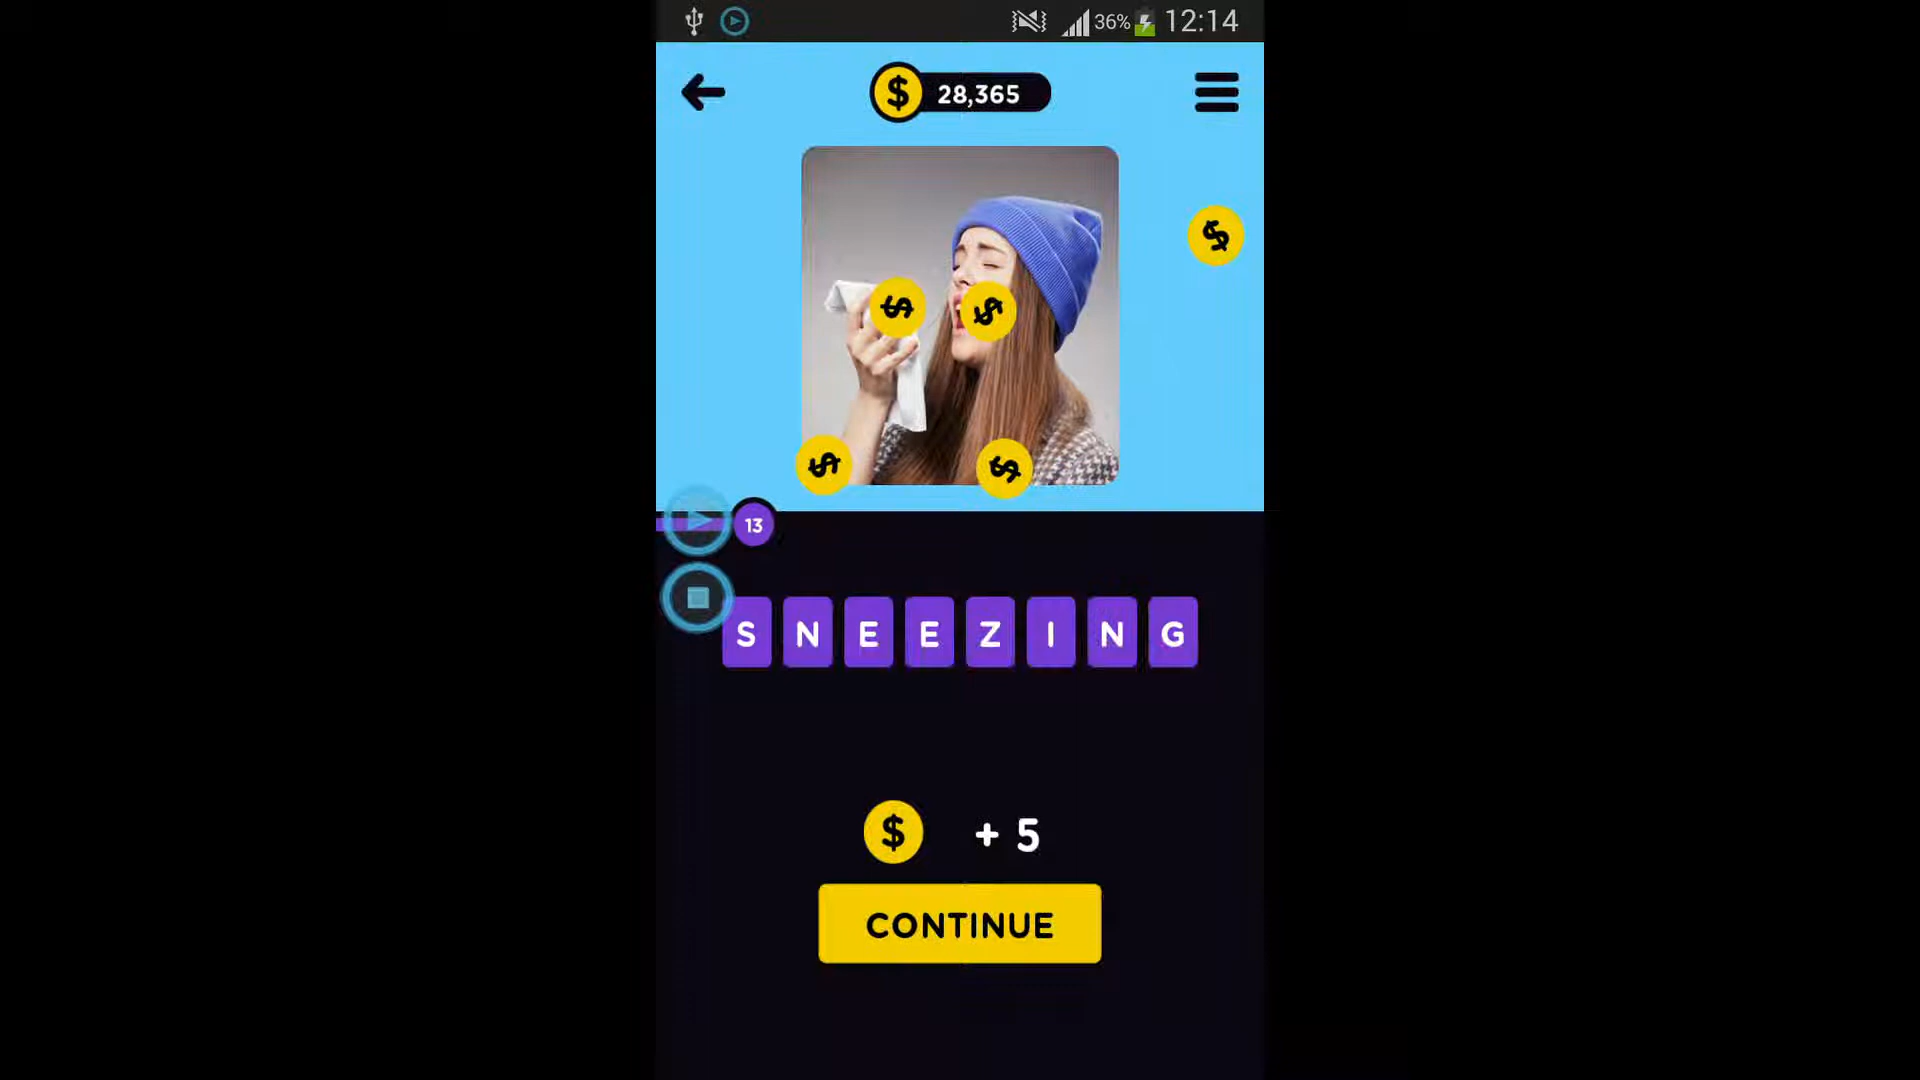 36% 12:14
$ 28,365
$
$ $
$ $
13
SNEEZING
$ + 5
CONTINUE